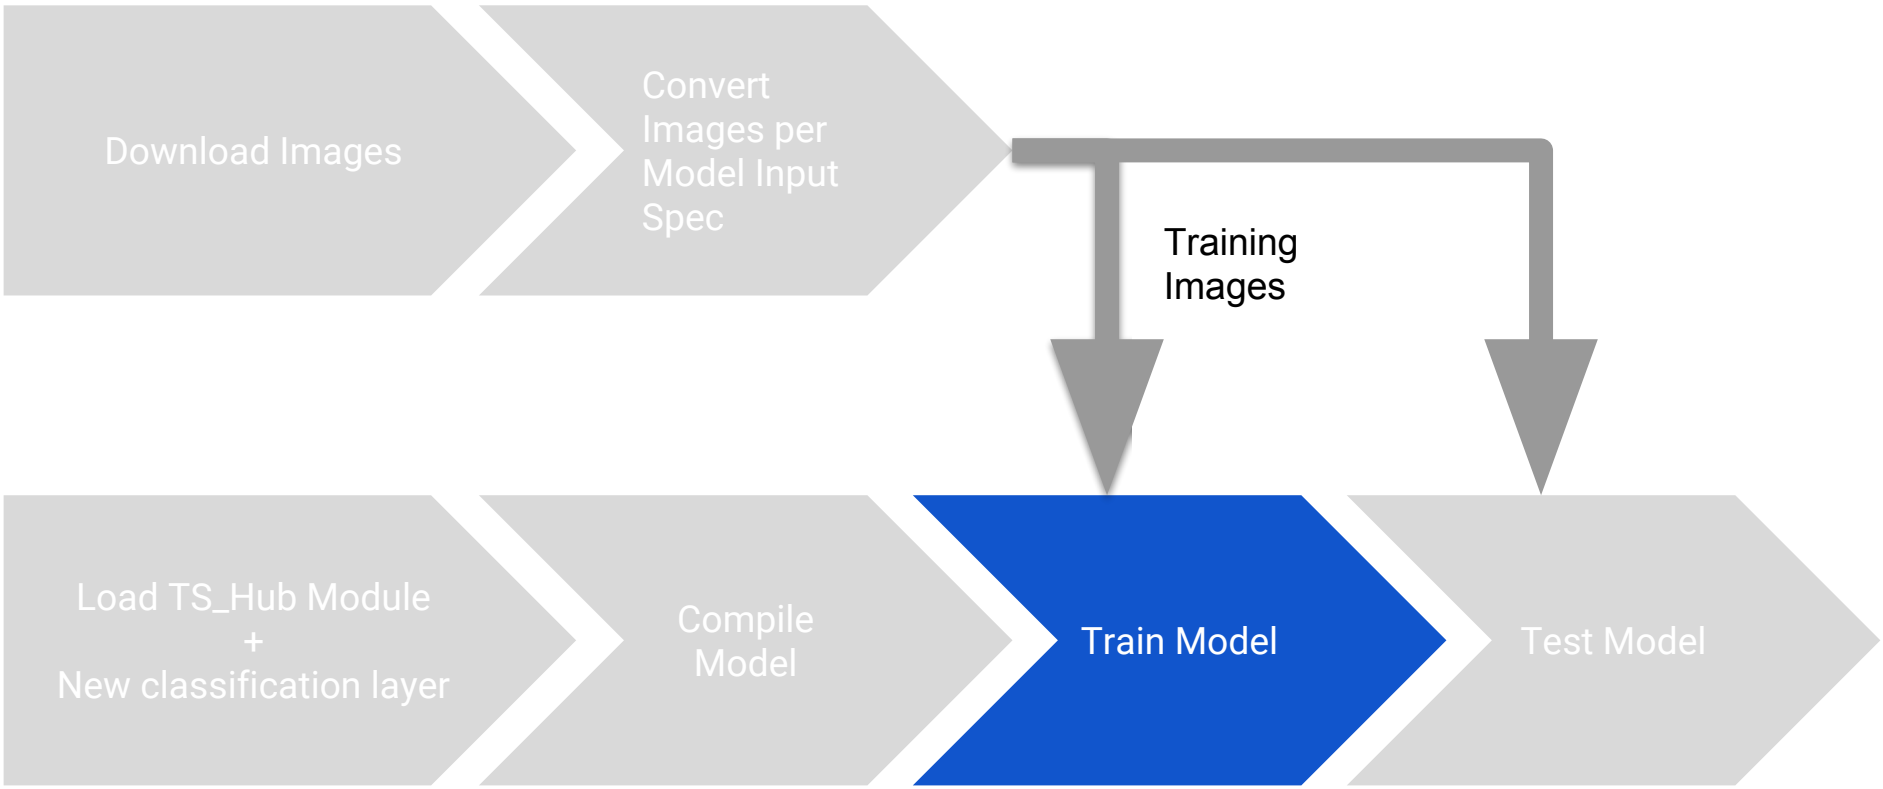 Download Images
Convert
Images per
Model Input
Spec
Training
Images
Load TS_Hub Module
+
New classification layer
Compile
Model
Train Model
Test Model